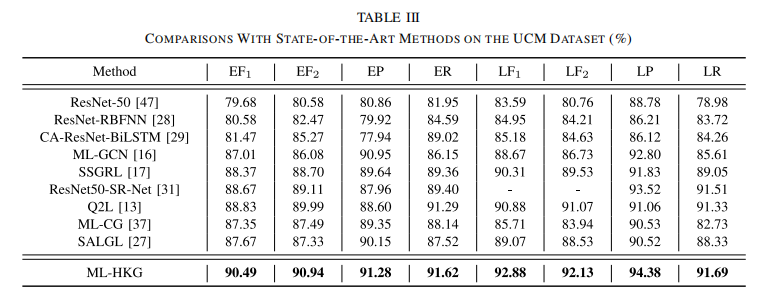 TABLE III
COMPARISONS WITH STATE-OF-THE-ART METHODS ON THE UCM DATASET (%)
Method EF1 EF2 EP ER LF1 LF2 LP LR
ResNet-50 [47] 79.68 80.58 80.86 81.95 83.59 80.76 88.78 78.98
ResNet-RBFNN [28] 80.58 82.47 79.92 84.59 84.95 84.21 86.21 83.72
CA-ResNet-BiLSTM [29] 81.47 85.27 77.94 89.02 85.18 84.63 86.12 84.26
ML-GCN [16] 87.01 86.08 90.95 86.15 88.67 86.73 92.80 85.61
SSGRL [17] 88.37 88.70 89.64 89.36 90.31 89.53 91.83 89.05
ResNet50-SR-Net [31] 88.67 89.11 87.96 89.40 - - 93.52 91.51
Q2L [13] 88.83 89.99 88.60 91.29 90.88 91.07 91.06 91.33
ML-CG [37] 87.35 87.49 89.35 88.14 85.71 83.94 90.53 82.73
SALGL [27] 87.67 87.33 90.15 87.52 89.07 88.53 90.52 88.33
ML-HKG 90.49 90.94 91.28 91.62 92.88 92.13 94.38 91.69